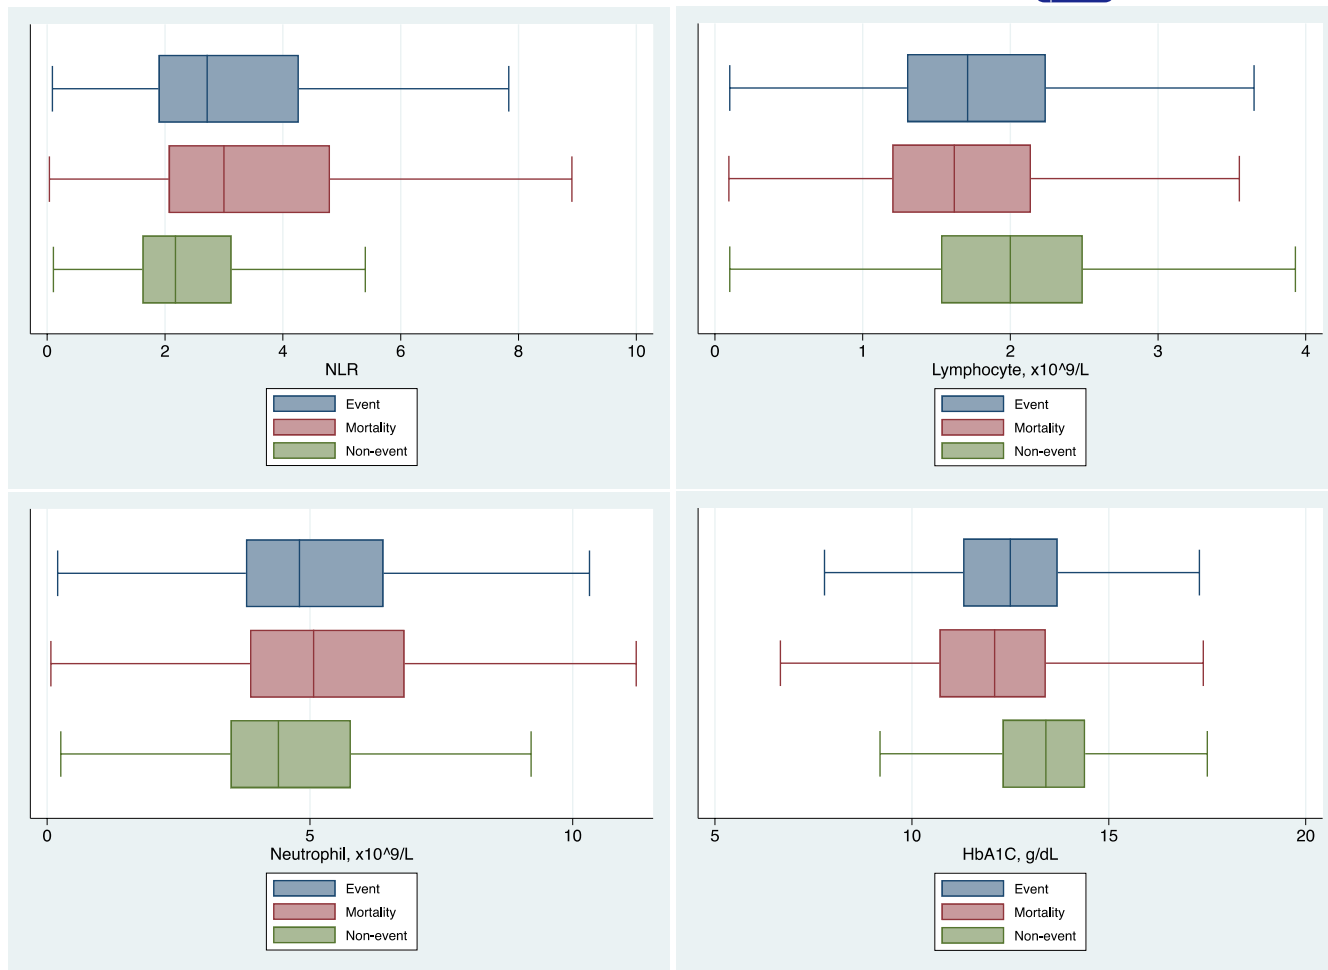 0 2 4 6 8 10
NLR
Event
Mortality
Non-event
0 1 2 3 4
Lymphocyte, x10^9/L
Event
Mortality
Non-event
0 5 10
Neutrophil, x10^9/L
Event
Mortality
Non-event
5 10 15 20
HbA1C, g/dL
Event
Mortality
Non-event